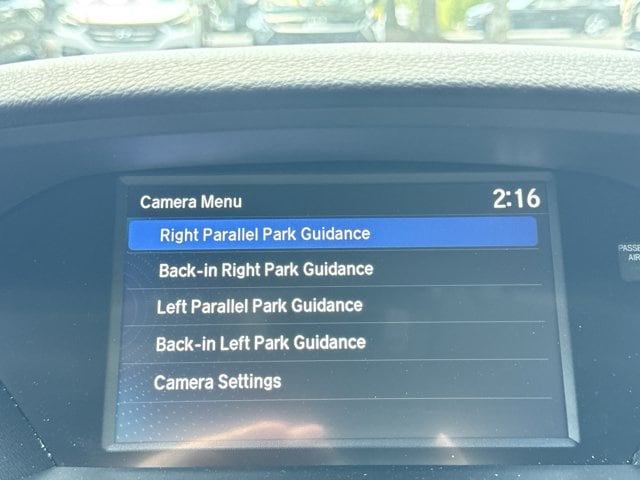 Camera Menu 2:16
Right Parallel Park Guidance
Back-in Right Park Guidance
Left Parallel Park Guidance
Back-in Left Park Guidance
Camera Settings